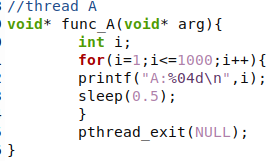 //thread A
void* func_A(void* arg){
int i;
for(i=1;i<=1000;i++){
printf("A:%04d\n",i);
sleep(0.5);
}
pthread_exit(NULL);
}